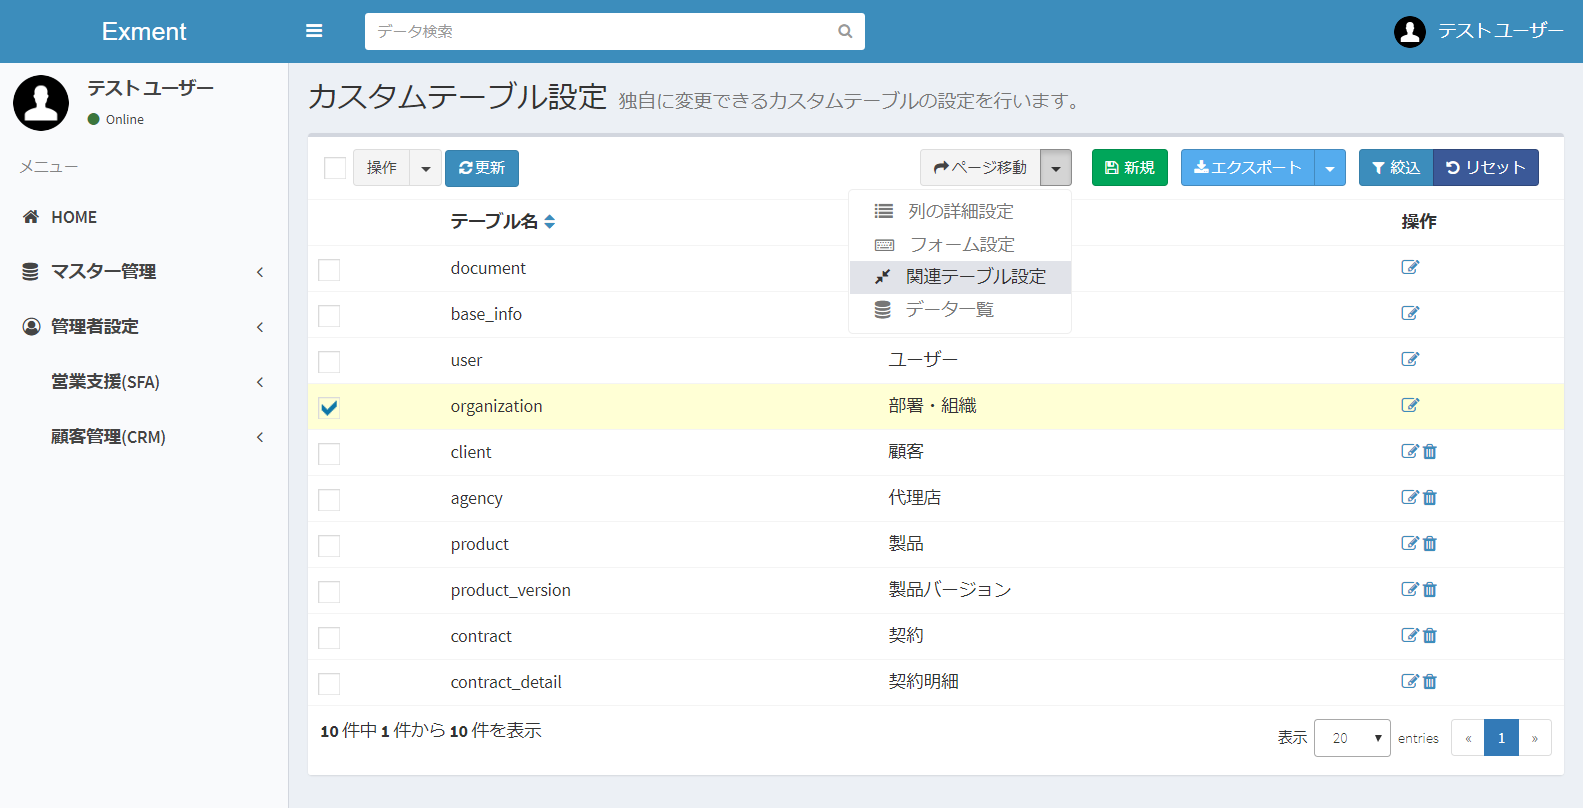 Exment
データ検索
テストユーザー
テストユーザー
Online
メニュー
HOME
マスター管理
管理者設定
営業支援(SFA)
顧客管理(CRM)
カスタムテーブル設定 独自に変更できるカスタムテーブルの設定を行います。
操作 更新 ページ移動 新規 エクスポート 絞込 リセット
列の詳細設定
フォーム設定
関連テーブル設定
データ一覧
テーブル名 操作
document
base_info
user ユーザー
organization 部署・組織
client 顧客
agency 代理店
product 製品
product_version 製品バージョン
contract 契約
contract_detail 契約明細
10 件中 1 件から 10 件を表示
表示 20 entries « 1 »